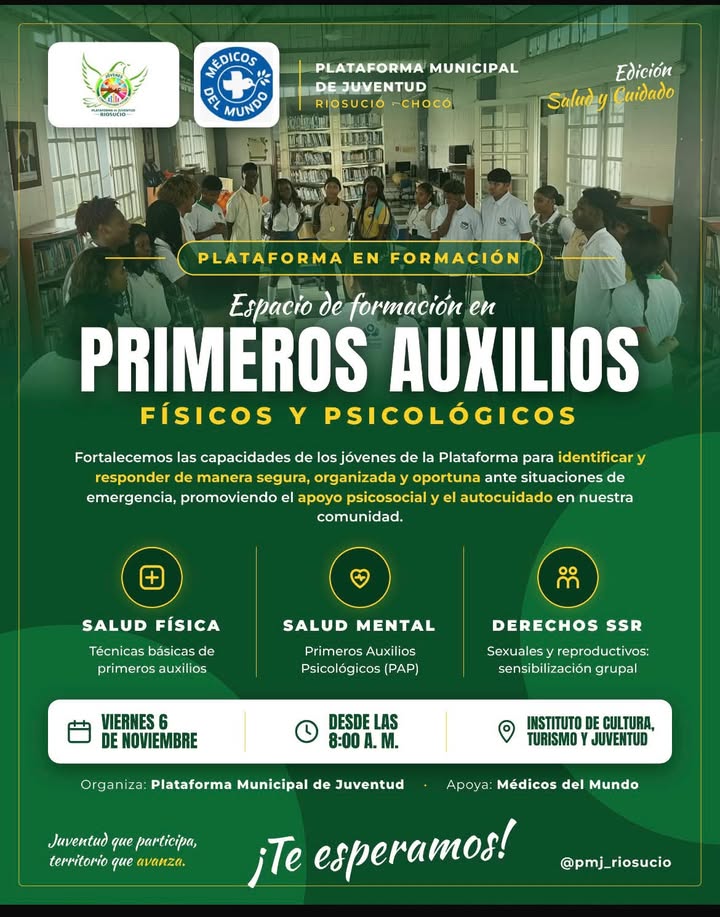 PLATAFORMA DE JUVENTUD
RIOSUCIO
MÉDICOS
DEL MUNDO
PLATAFORMA MUNICIPAL
DE JUVENTUD
RIOSUCIÓ - CHOCÓ
Edición
Salud y Cuidado
PLATAFORMA EN FORMACIÓN
Espacio de formación en
PRIMEROS AUXILIOS
FÍSICOS Y PSICOLÓGICOS
Fortalecemos las capacidades de los jóvenes de la Plataforma para identificar y
responder de manera segura, organizada y oportuna ante situaciones de
emergencia, promoviendo el apoyo psicosocial y el autocuidado en nuestra
comunidad.
SALUD FÍSICA
Técnicas básicas de
primeros auxilios
SALUD MENTAL
Primeros Auxilios
Psicológicos (PAP)
DERECHOS SSR
Sexuales y reproductivos:
sensibilización grupal
VIERNES 6
DE NOVIEMBRE
DESDE LAS
8:00 A. M.
INSTITUTO DE CULTURA,
TURISMO Y JUVENTUD
Organiza: Plataforma Municipal de Juventud · Apoya: Médicos del Mundo
Juventud que participa,
territorio que avanza.
¡Te esperamos!
@pmj_riosucio